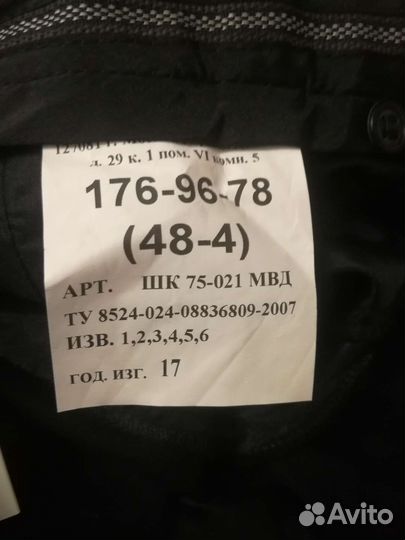 д. 29 к. 1 пом. VI комн. 5
176-96-78
(48-4)
АРТ. ШК 75-021 МВД
ТУ 8524-024-08836809-2007
ИЗВ. 1,2,3,4,5,6
год. изг. 17
Avito